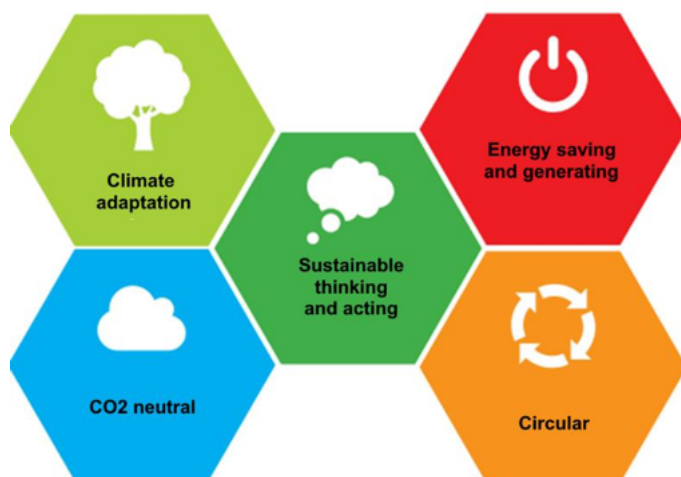 Climate
adaptation
Energy saving
and generating
Sustainable
thinking
and acting
CO2 neutral
Circular